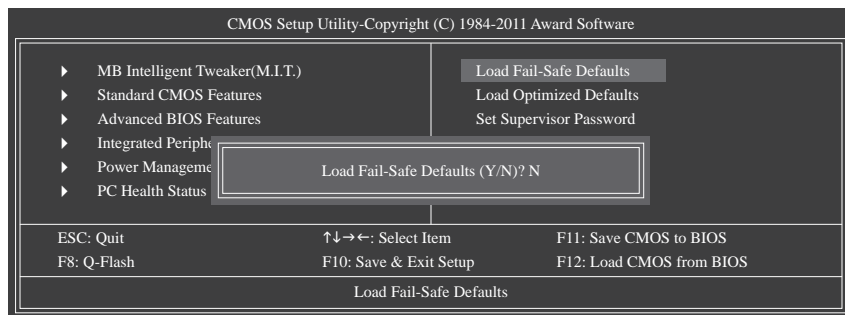 CMOS Setup Utility-Copyright (C) 1984-2011 Award Software
MB Intelligent Tweaker(M.I.T.)
Standard CMOS Features
Advanced BIOS Features
Integrated Periphe
Power Manageme
PC Health Status
Load Fail-Safe Defaults
Load Optimized Defaults
Set Supervisor Password
Load Fail-Safe Defaults (Y/N)? N
ESC: Quit ↑↓→←: Select Item F11: Save CMOS to BIOS
F8: Q-Flash F10: Save & Exit Setup F12: Load CMOS from BIOS
Load Fail-Safe Defaults